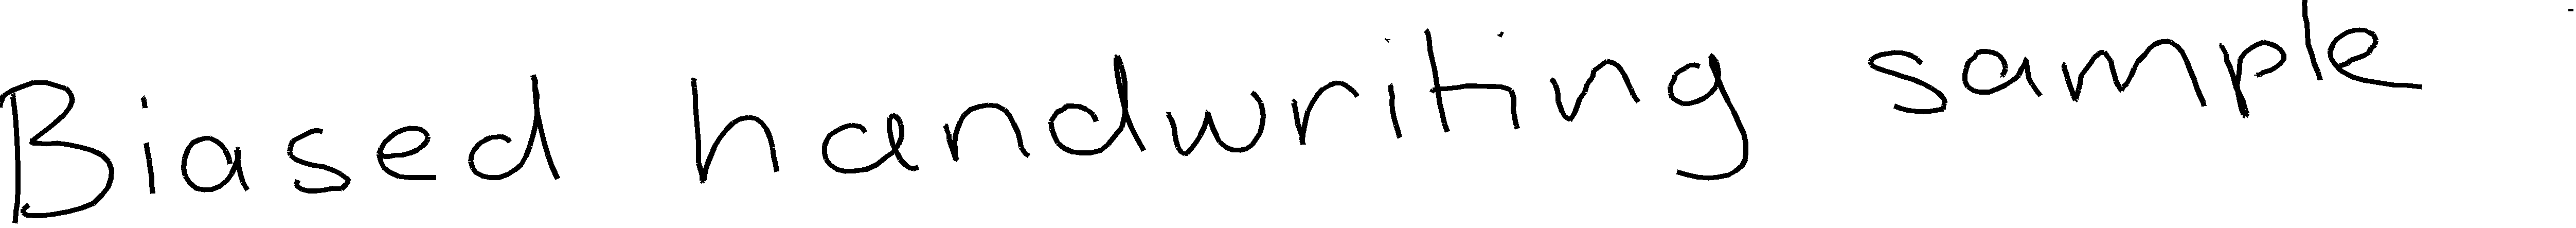 Biased handwriting sample